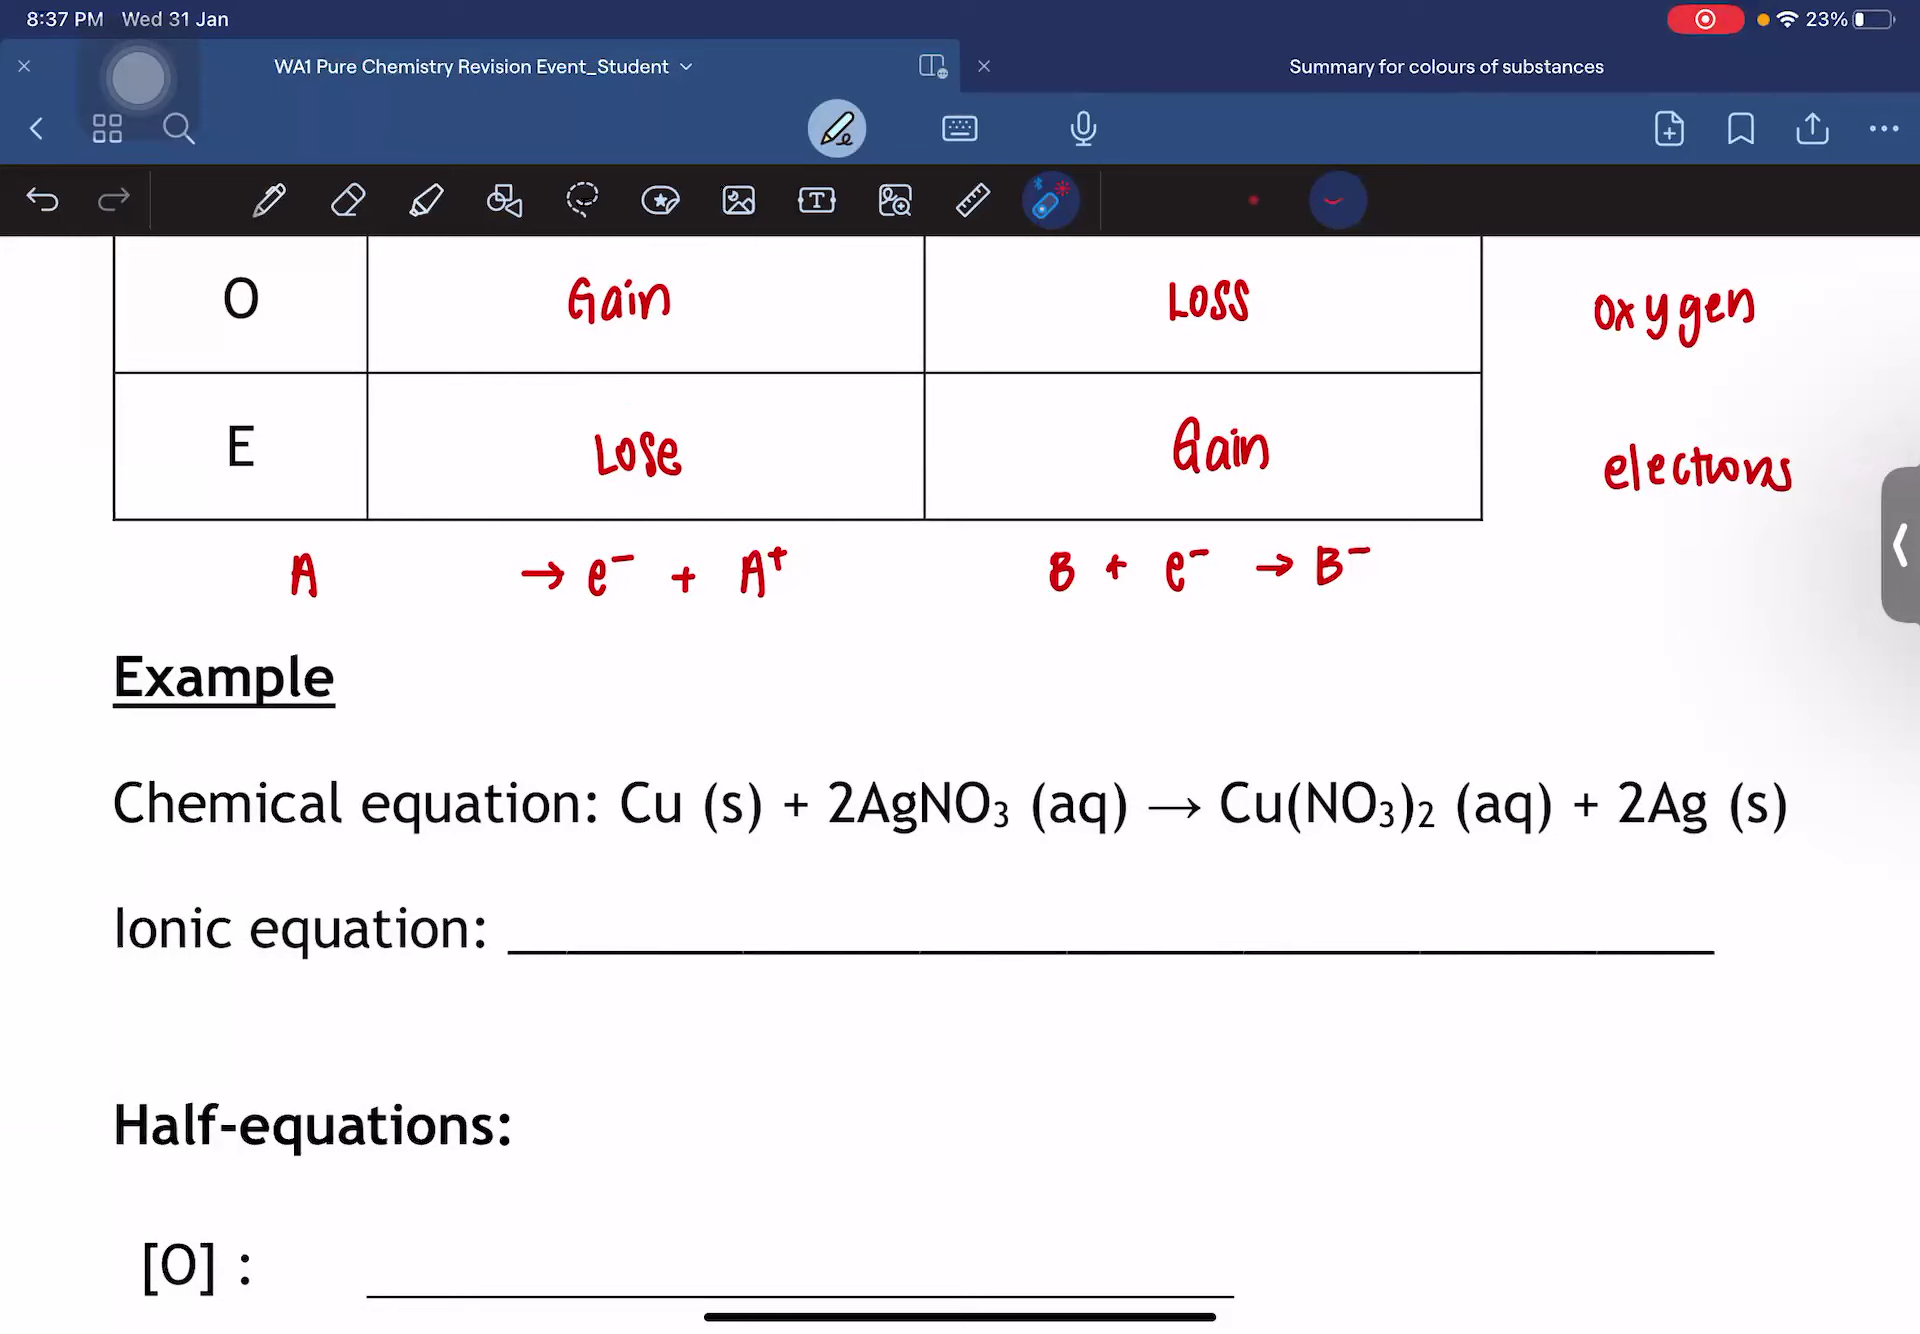 8:37 PM Wed 31 Jan 23%
WA1 Pure Chemistry Revision Event_Student
Summary for colours of substances
O Gain Loss oxygen
E Lose Gain electrons
A → e⁻ + A⁺ B + e⁻ → B⁻
Example
Chemical equation: Cu (s) + 2AgNO₃ (aq) → Cu(NO₃)₂ (aq) + 2Ag (s)
Ionic equation:
Half-equations:
[O] :